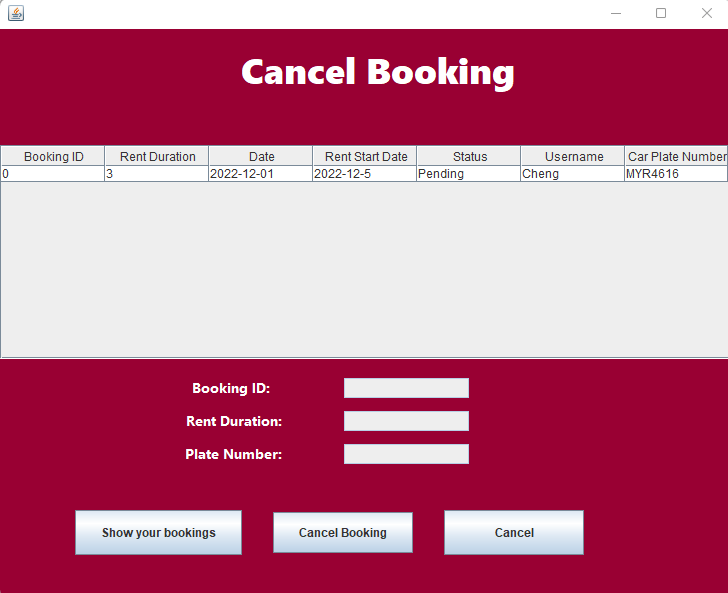 Cancel Booking
Booking ID Rent Duration Date Rent Start Date Status Username Car Plate Number
0 3 2022-12-01 2022-12-5 Pending Cheng MYR4616
Booking ID:
Rent Duration:
Plate Number:
Show your bookings Cancel Booking Cancel